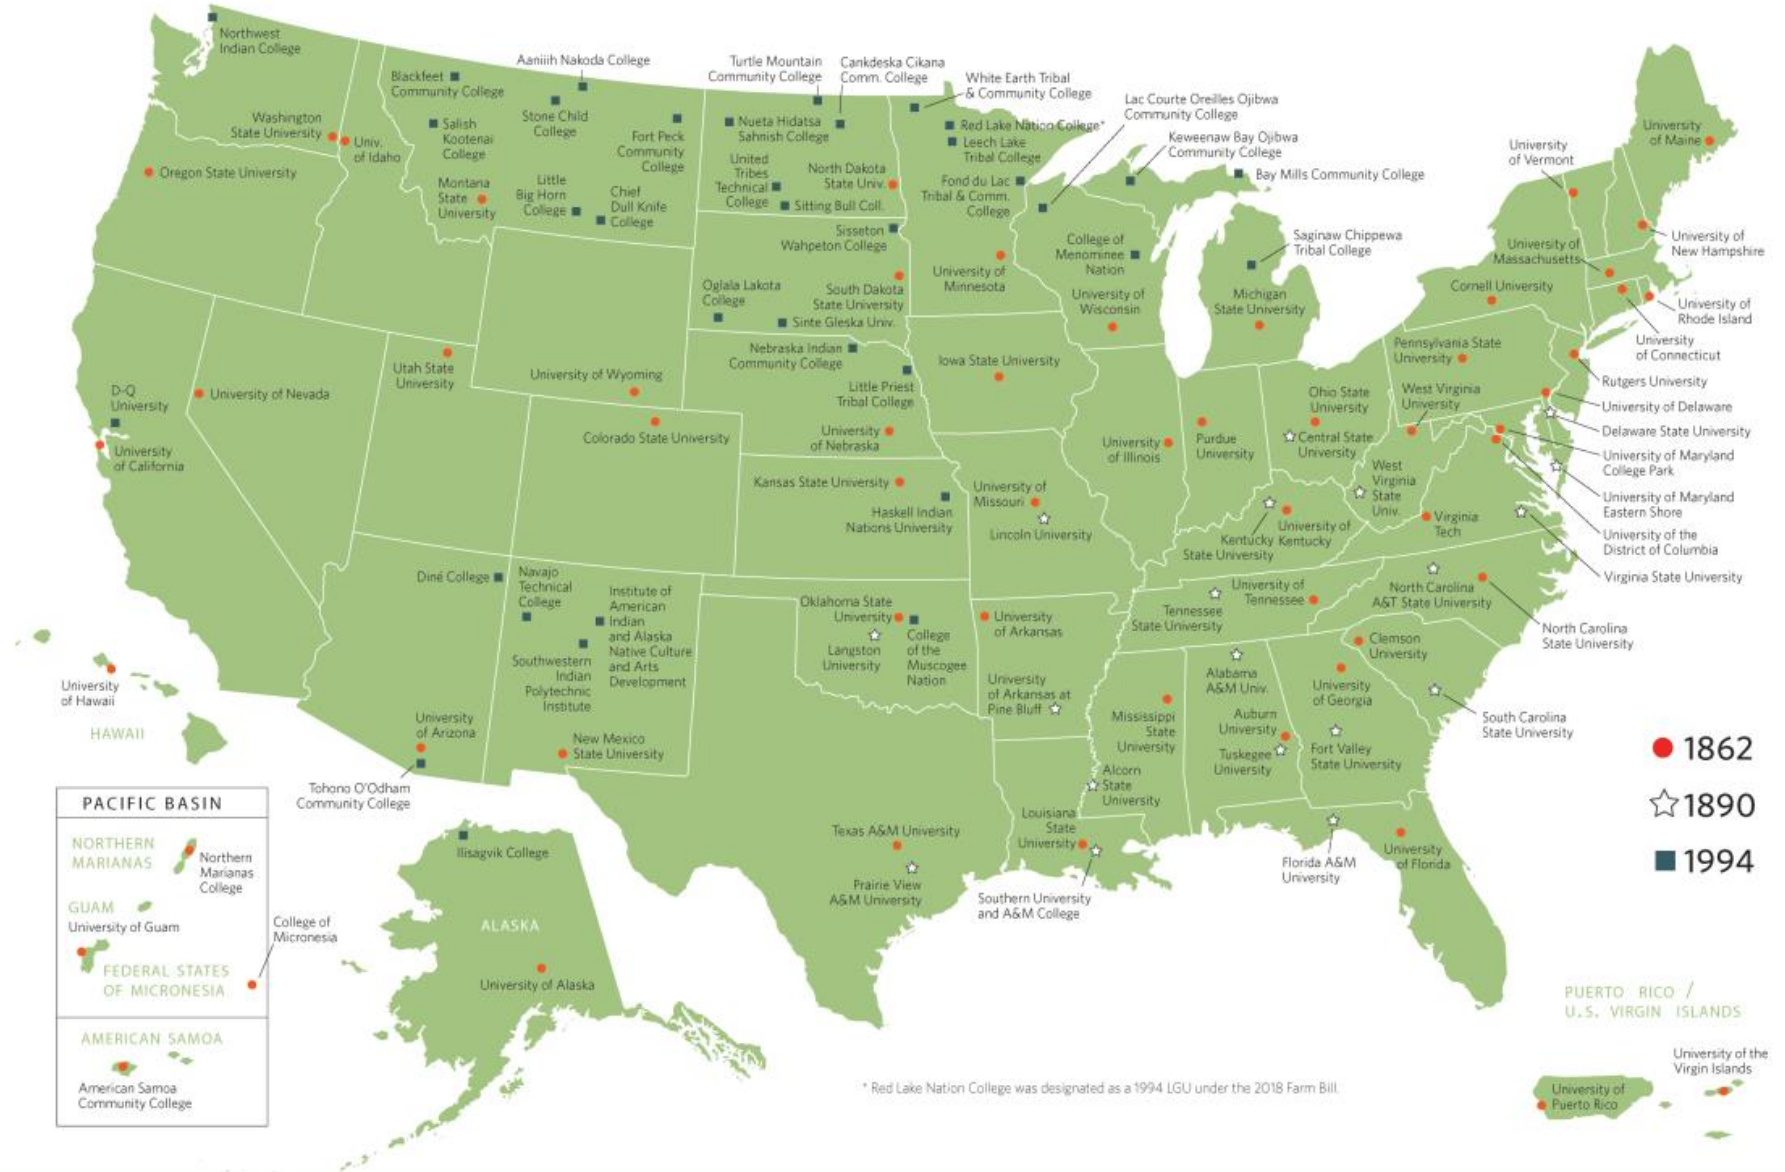 Northwest
Indian College
Washington
State University
Univ.
of Idaho
Oregon State University
Blackfeet
Community College
Salish
Kootenai
College
Montana
State
University
Aaniiih Nakoda College
Stone Child
College
Fort Peck
Community
College
Little
Big Horn
College
Chief
Dull Knife
College
Turtle Mountain
Community College
Cankdeska Cikana
Comm. College
Nueta Hidatsa
Sahnish College
United
Tribes
Technical
College
North Dakota
State Univ.
Sitting Bull Coll.
Sisseton
Wahpeton College
Oglala Lakota
College
South Dakota
State University
Sinte Gleska Univ.
White Earth Tribal
& Community College
Red Lake Nation College*
Leech Lake
Tribal College
Fond du Lac
Tribal & Comm.
College
University of
Minnesota
Lac Courte Oreilles Ojibwa
Community College
Keweenaw Bay Ojibwa
Community College
Bay Mills Community College
College of
Menominee
Nation
University of
Wisconsin
Saginaw Chippewa
Tribal College
Michigan
State University
University
of Maine
University
of Vermont
University of
New Hampshire
University of
Massachusetts
Cornell University
University of
Rhode Island
University
of Connecticut
Pennsylvania State
University
Rutgers University
West Virginia
University
University of Delaware
Delaware State University
University of Maryland
College Park
University of Maryland
Eastern Shore
University of the
District of Columbia
Virginia State University
D-Q
University
University
of California
University of Nevada
Utah State
University
University of Wyoming
Colorado State University
Nebraska Indian
Community College
Little Priest
Tribal College
University
of Nebraska
Iowa State University
Kansas State University
Haskell Indian
Nations University
University of
Missouri
Lincoln University
University
of Illinois
Purdue
University
Ohio State
University
Central State
University
West
Virginia
State
Univ.
Virginia
Tech
Kentucky
State University
University of
Kentucky
University of
Tennessee
Tennessee
State University
North Carolina
A&T State University
North Carolina
State University
Clemson
University
South Carolina
State University
Diné College
Navajo
Technical
College
Institute of
American
Indian
and Alaska
Native Culture
and Arts
Development
Southwestern
Indian
Polytechnic
Institute
University
of Arizona
New Mexico
State University
Tohono O'Odham
Community College
Oklahoma State
University
Langston
University
College
of the
Muscogee
Nation
University
of Arkansas
University
of Arkansas at
Pine Bluff
Mississippi
State
University
Alcorn
State
University
Alabama
A&M Univ.
Auburn
University
Tuskegee
University
University
of Georgia
Fort Valley
State University
Louisiana
State
University
Southern University
and A&M College
Texas A&M University
Prairie View
A&M University
Florida A&M
University
University
of Florida
1862
1890
1994
University
of Hawaii
HAWAII
PACIFIC BASIN
NORTHERN
MARIANAS
Northern
Marianas
College
GUAM
University of Guam
FEDERAL STATES
OF MICRONESIA
College of
Micronesia
AMERICAN SAMOA
American Samoa
Community College
Ilisagvik College
ALASKA
University of Alaska
PUERTO RICO /
U.S. VIRGIN ISLANDS
University of the
Virgin Islands
University of
Puerto Rico
* Red Lake Nation College was designated as a 1994 LGU under the 2018 Farm Bill.